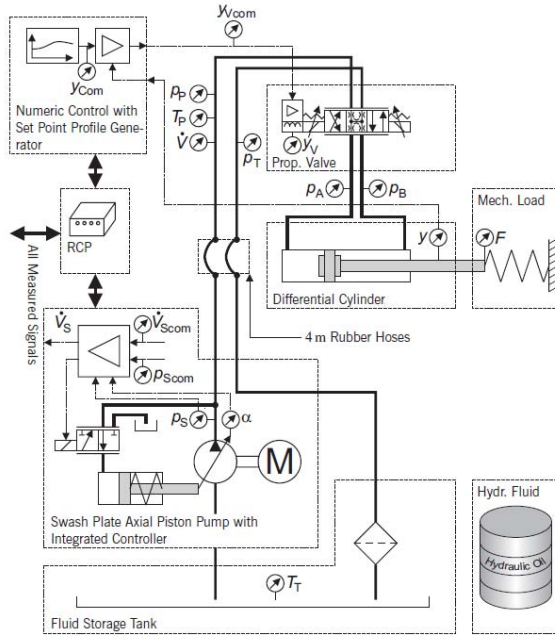 y_Vcom
y_Com
Numeric Control with
Set Point Profile Gene-
rator
p_P
T_P
V̇
p_T
y_V
Prop. Valve
p_A
p_B
Mech. Load
RCP
All Measured Signals
y
F
Differential Cylinder
4 m Rubber Hoses
V̇_S
V̇_Scom
p_Scom
p_S
α
M
Swash Plate Axial Piston Pump with
Integrated Controller
Hydr. Fluid
Hydraulic Oil
T_T
Fluid Storage Tank